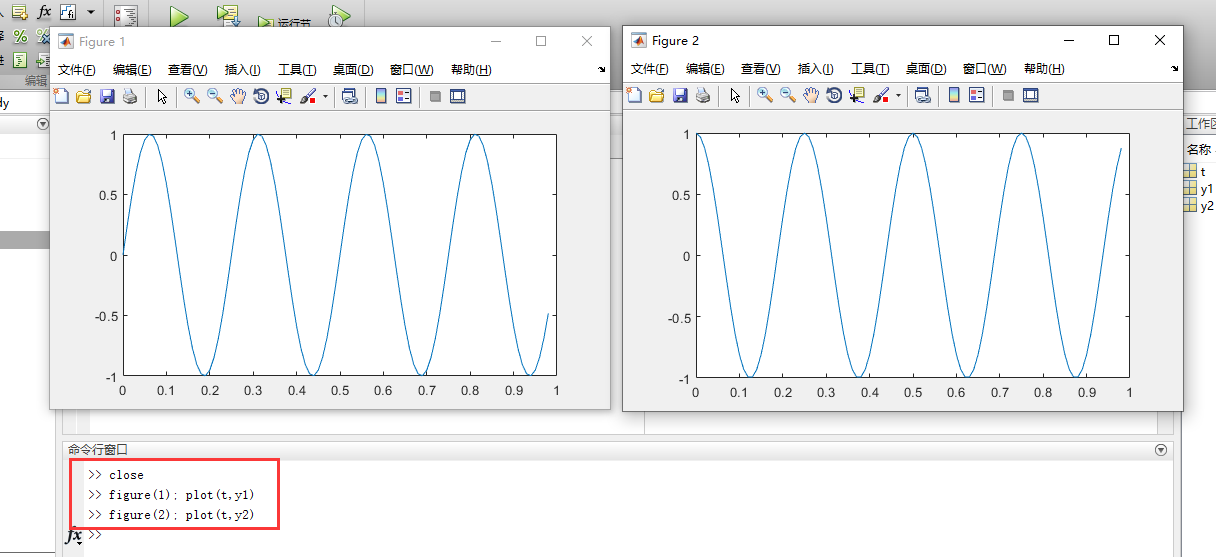 fx
fi
运行节
编辑
dy
Figure 1
文件(F) 编辑(E) 查看(V) 插入(I) 工具(T) 桌面(D) 窗口(W) 帮助(H)
1
0.5
0
-0.5
-1
0 0.1 0.2 0.3 0.4 0.5 0.6 0.7 0.8 0.9 1
Figure 2
文件(F) 编辑(E) 查看(V) 插入(I) 工具(T) 桌面(D) 窗口(W) 帮助(H)
1
0.5
0
-0.5
-1
0 0.1 0.2 0.3 0.4 0.5 0.6 0.7 0.8 0.9 1
名称
t
y1
y2
命令行窗口
>> close
>> figure(1); plot(t,y1)
>> figure(2); plot(t,y2)
fx >>